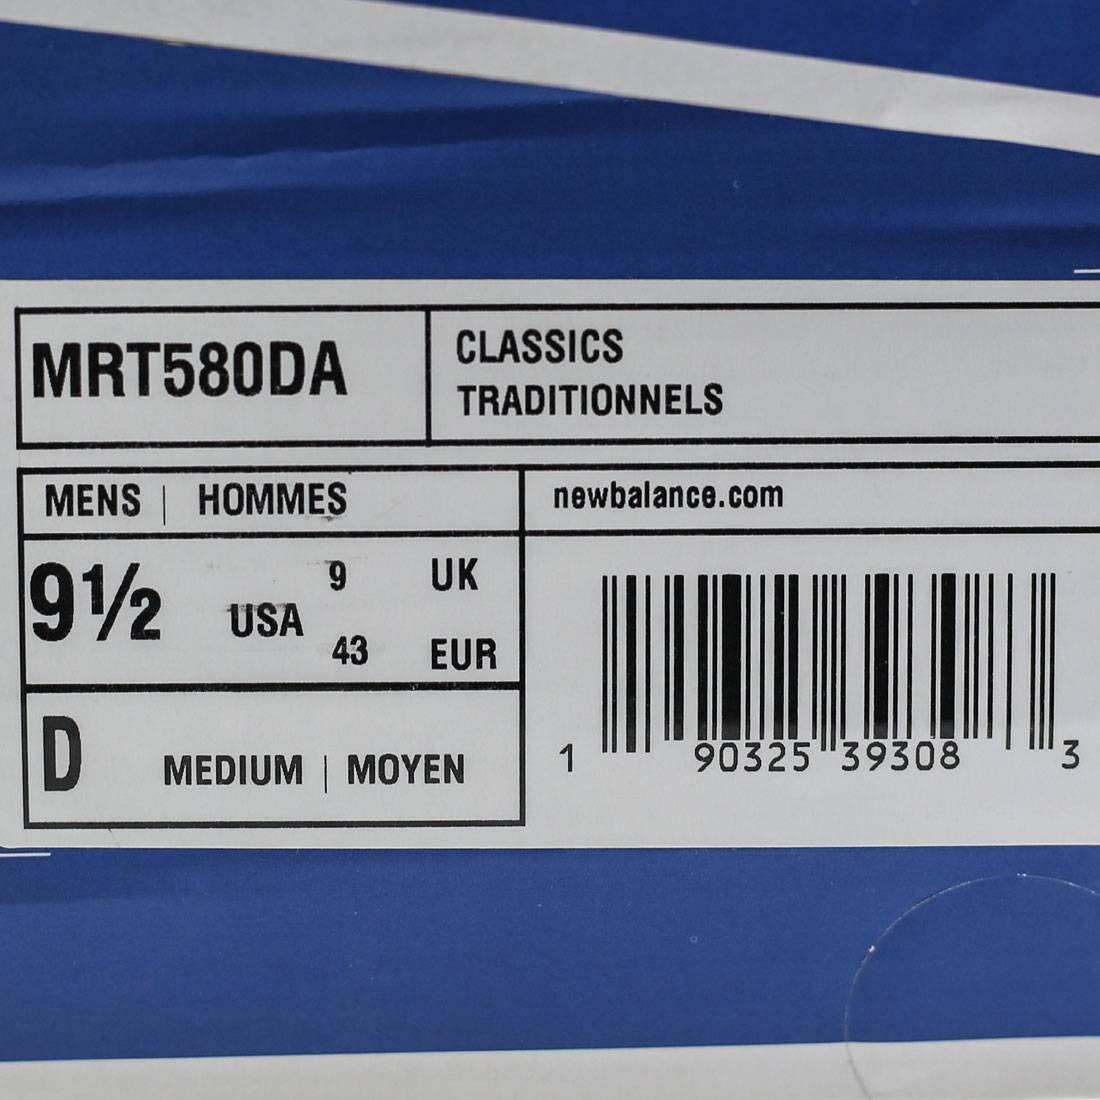 MRT580DA
CLASSICS
TRADITIONNELS
MENS | HOMMES
newbalance.com
9½ USA
9 UK
43 EUR
D MEDIUM | MOYEN
1 90325 39308 3